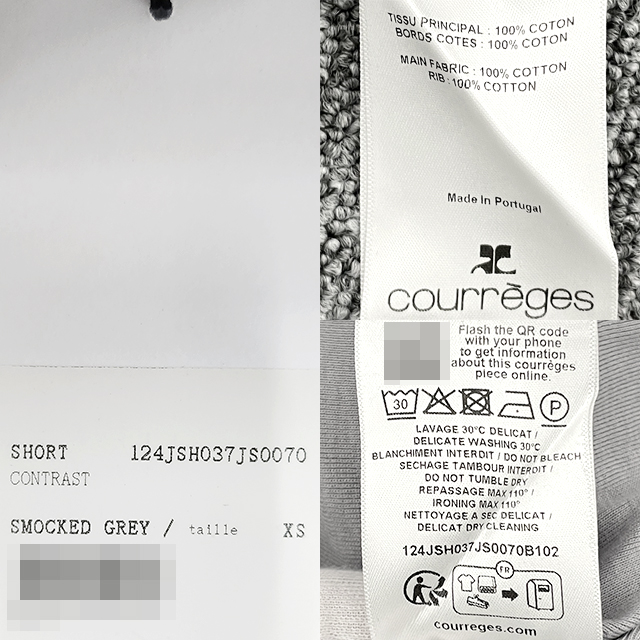 SHORT 124JSH037JS0070
CONTRAST
SMOCKED GREY / taille XS
TISSU PRINCIPAL : 100% COTON
BORDS COTES : 100% COTON
MAIN FABRIC : 100% COTTON
RIB : 100% COTTON
Made In Portugal
courrèges
Flash the QR code
with your phone
to get information
about this courrèges
piece online.
30 P
LAVAGE 30°C DELICAT /
DELICATE WASHING 30°C
BLANCHIMENT INTERDIT / DO NOT BLEACH
SECHAGE TAMBOUR INTERDIT /
DO NOT TUMBLE DRY
REPASSAGE MAX 110° /
IRONING MAX 110°
NETTOYAGE A SEC DELICAT /
DELICAT DRY CLEANING
124JSH037JS0070B102
FR
courreges.com